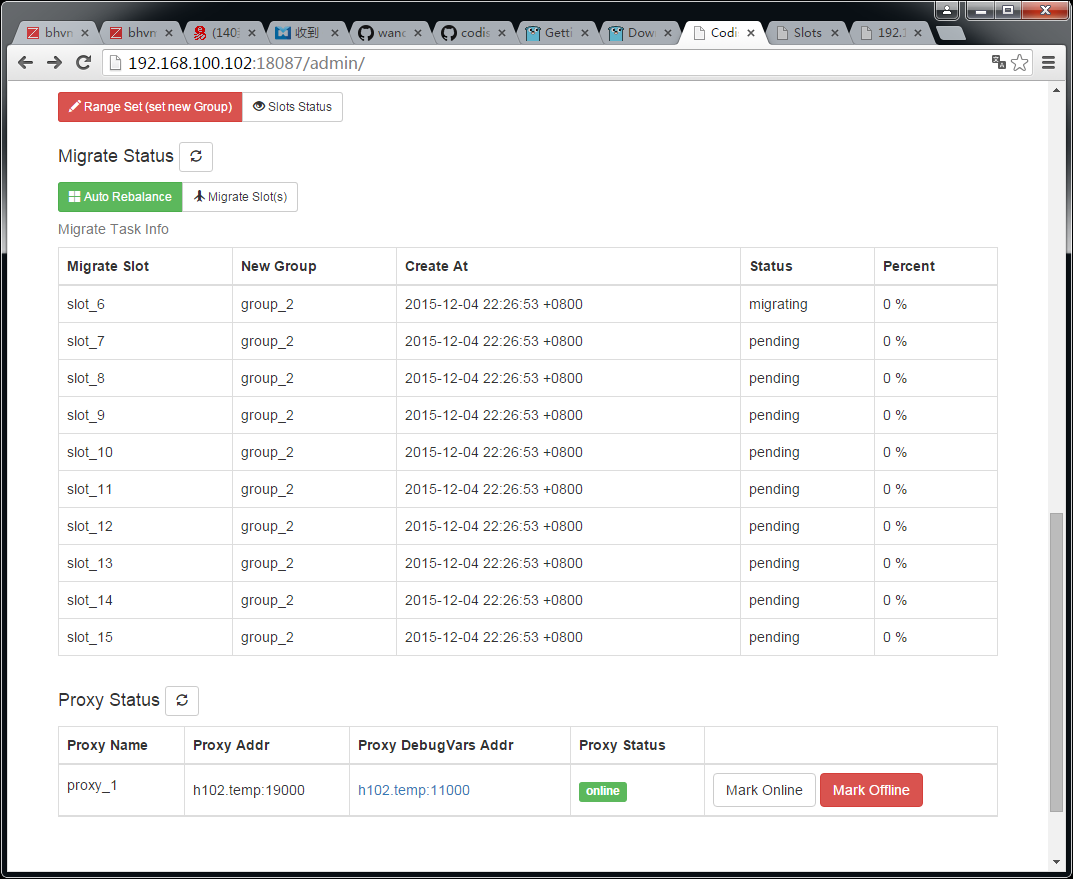 bhvn
bhvn
(140
收到
wand
codis
Getti
Dow
Codi
Slots
192.1
192.168.100.102:18087/admin/
Range Set (set new Group) Slots Status
Migrate Status
Auto Rebalance Migrate Slot(s)
Migrate Task Info
Migrate Slot New Group Create At Status Percent
slot_6 group_2 2015-12-04 22:26:53 +0800 migrating 0 %
slot_7 group_2 2015-12-04 22:26:53 +0800 pending 0 %
slot_8 group_2 2015-12-04 22:26:53 +0800 pending 0 %
slot_9 group_2 2015-12-04 22:26:53 +0800 pending 0 %
slot_10 group_2 2015-12-04 22:26:53 +0800 pending 0 %
slot_11 group_2 2015-12-04 22:26:53 +0800 pending 0 %
slot_12 group_2 2015-12-04 22:26:53 +0800 pending 0 %
slot_13 group_2 2015-12-04 22:26:53 +0800 pending 0 %
slot_14 group_2 2015-12-04 22:26:53 +0800 pending 0 %
slot_15 group_2 2015-12-04 22:26:53 +0800 pending 0 %
Proxy Status
Proxy Name Proxy Addr Proxy DebugVars Addr Proxy Status
proxy_1 h102.temp:19000 h102.temp:11000 online Mark Online Mark Offline